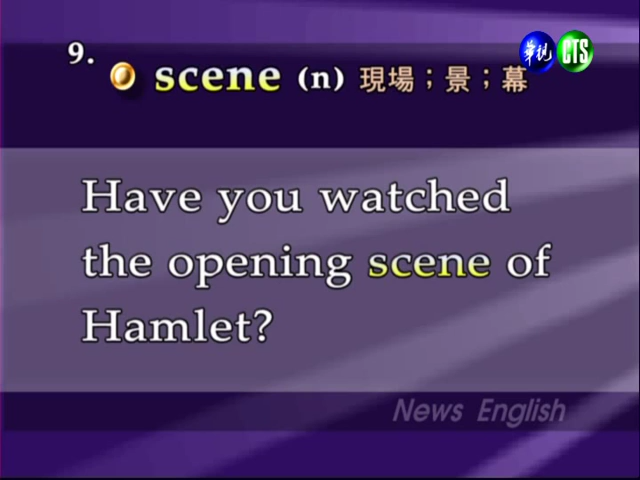 9.
華視 CTS
scene (n) 現場；景；幕
Have you watched
the opening scene of
Hamlet?
News English